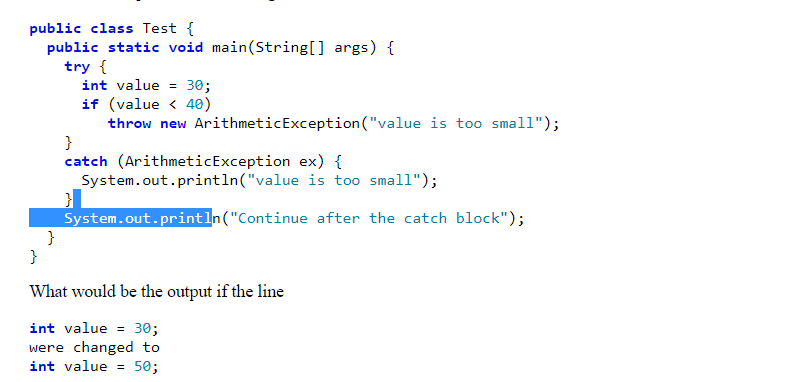 public class Test {
public static void main(String[] args) {
try {
int value = 30;
if (value < 40)
throw new ArithmeticException("value is too small");
}
catch (ArithmeticException ex) {
System.out.println("value is too small");
}
System.out.println("Continue after the catch block");
}
}
What would be the output if the line
int value = 30;
were changed to
int value = 50;